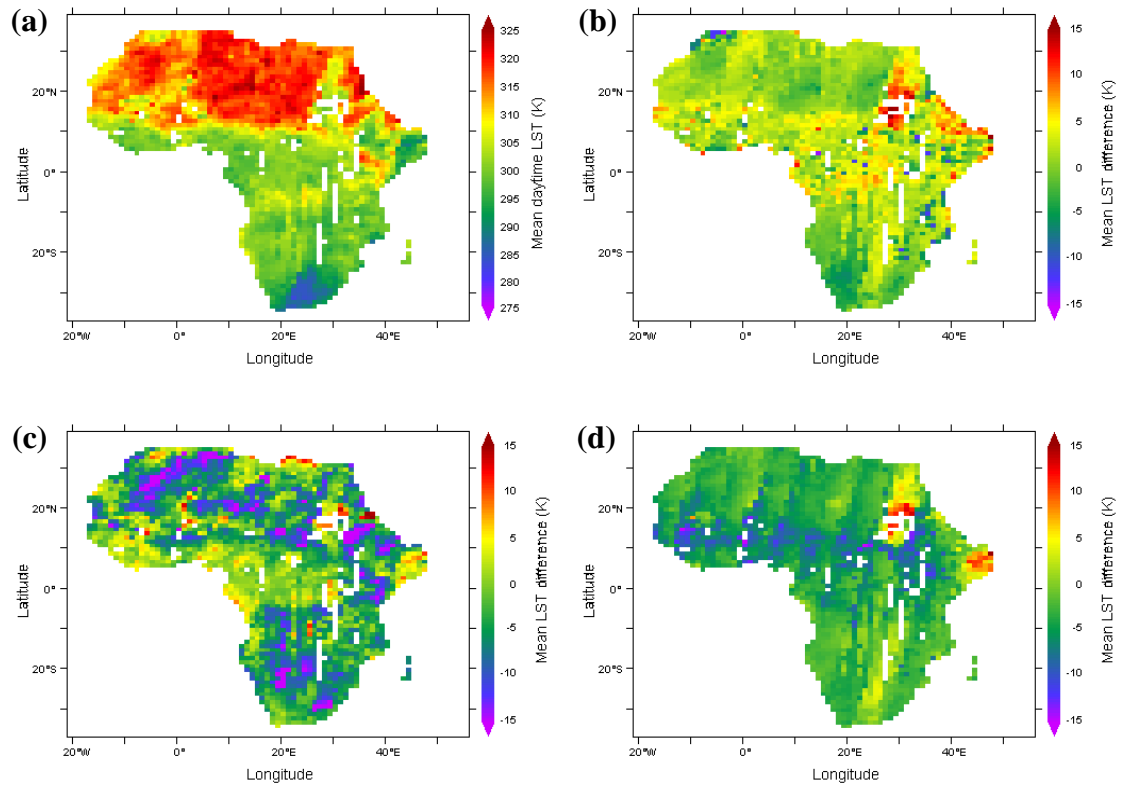 (a)
20°N
0°
20°S
Latitude
20°W
0°
20°E
40°E
Longitude
325
320
315
310
305
300
295
290
285
280
275
Mean daytime LST (K)
(b)
20°N
0°
20°S
Latitude
20°W
0°
20°E
40°E
Longitude
15
10
5
0
-5
-10
-15
Mean LST difference (K)
(c)
20°N
0°
20°S
Latitude
20°W
0°
20°E
40°E
Longitude
15
10
5
0
-5
-10
-15
Mean LST difference (K)
(d)
20°N
0°
20°S
Latitude
20°W
0°
20°E
40°E
Longitude
15
10
5
0
-5
-10
-15
Mean LST difference (K)